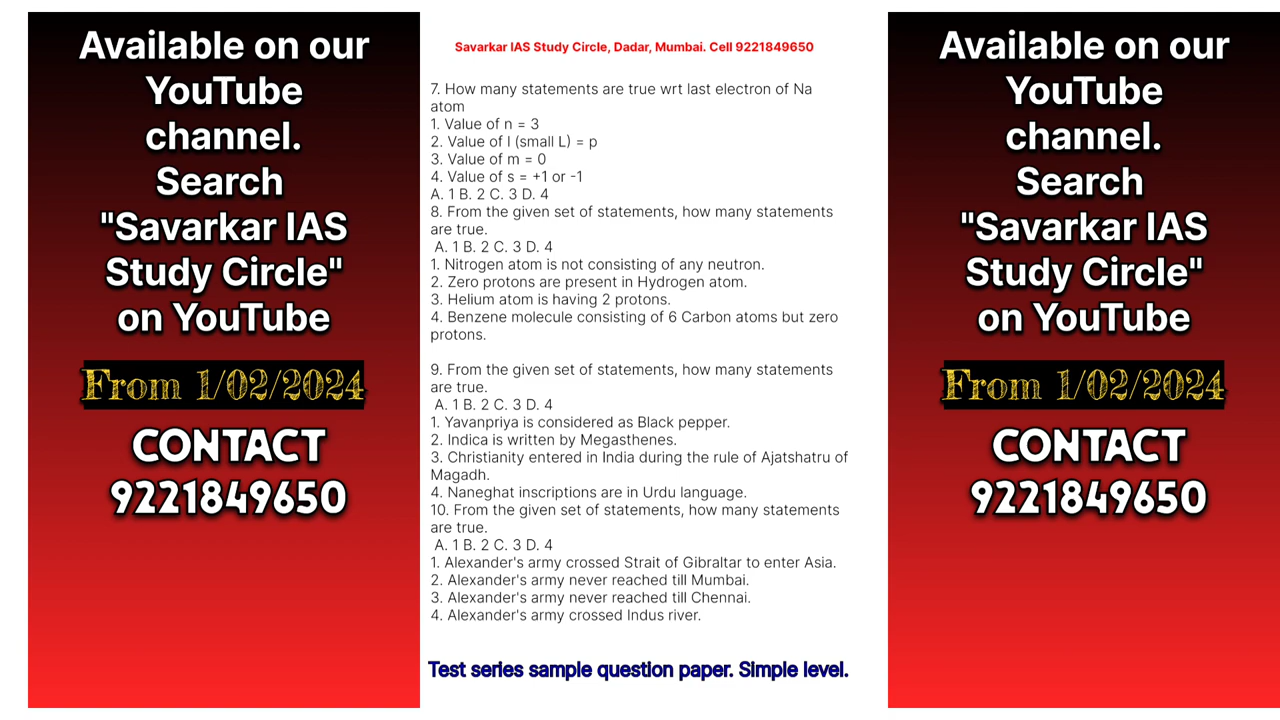 Available on our
YouTube
channel.
Search
"Savarkar IAS
Study Circle"
on YouTube
From 1/02/2024
CONTACT
9221849650
Savarkar IAS Study Circle, Dadar, Mumbai. Cell 9221849650
7. How many statements are true wrt last electron of Na
atom
1. Value of n = 3
2. Value of l (small L) = p
3. Value of m = 0
4. Value of s = +1 or -1
A. 1 B. 2 C. 3 D. 4
8. From the given set of statements, how many statements
are true.
A. 1 B. 2 C. 3 D. 4
1. Nitrogen atom is not consisting of any neutron.
2. Zero protons are present in Hydrogen atom.
3. Helium atom is having 2 protons.
4. Benzene molecule consisting of 6 Carbon atoms but zero
protons.
9. From the given set of statements, how many statements
are true.
A. 1 B. 2 C. 3 D. 4
1. Yavanpriya is considered as Black pepper.
2. Indica is written by Megasthenes.
3. Christianity entered in India during the rule of Ajatshatru of
Magadh.
4. Naneghat inscriptions are in Urdu language.
10. From the given set of statements, how many statements
are true.
A. 1 B. 2 C. 3 D. 4
1. Alexander's army crossed Strait of Gibraltar to enter Asia.
2. Alexander's army never reached till Mumbai.
3. Alexander's army never reached till Chennai.
4. Alexander's army crossed Indus river.
Test series sample question paper. Simple level.
Available on our
YouTube
channel.
Search
"Savarkar IAS
Study Circle"
on YouTube
From 1/02/2024
CONTACT
9221849650